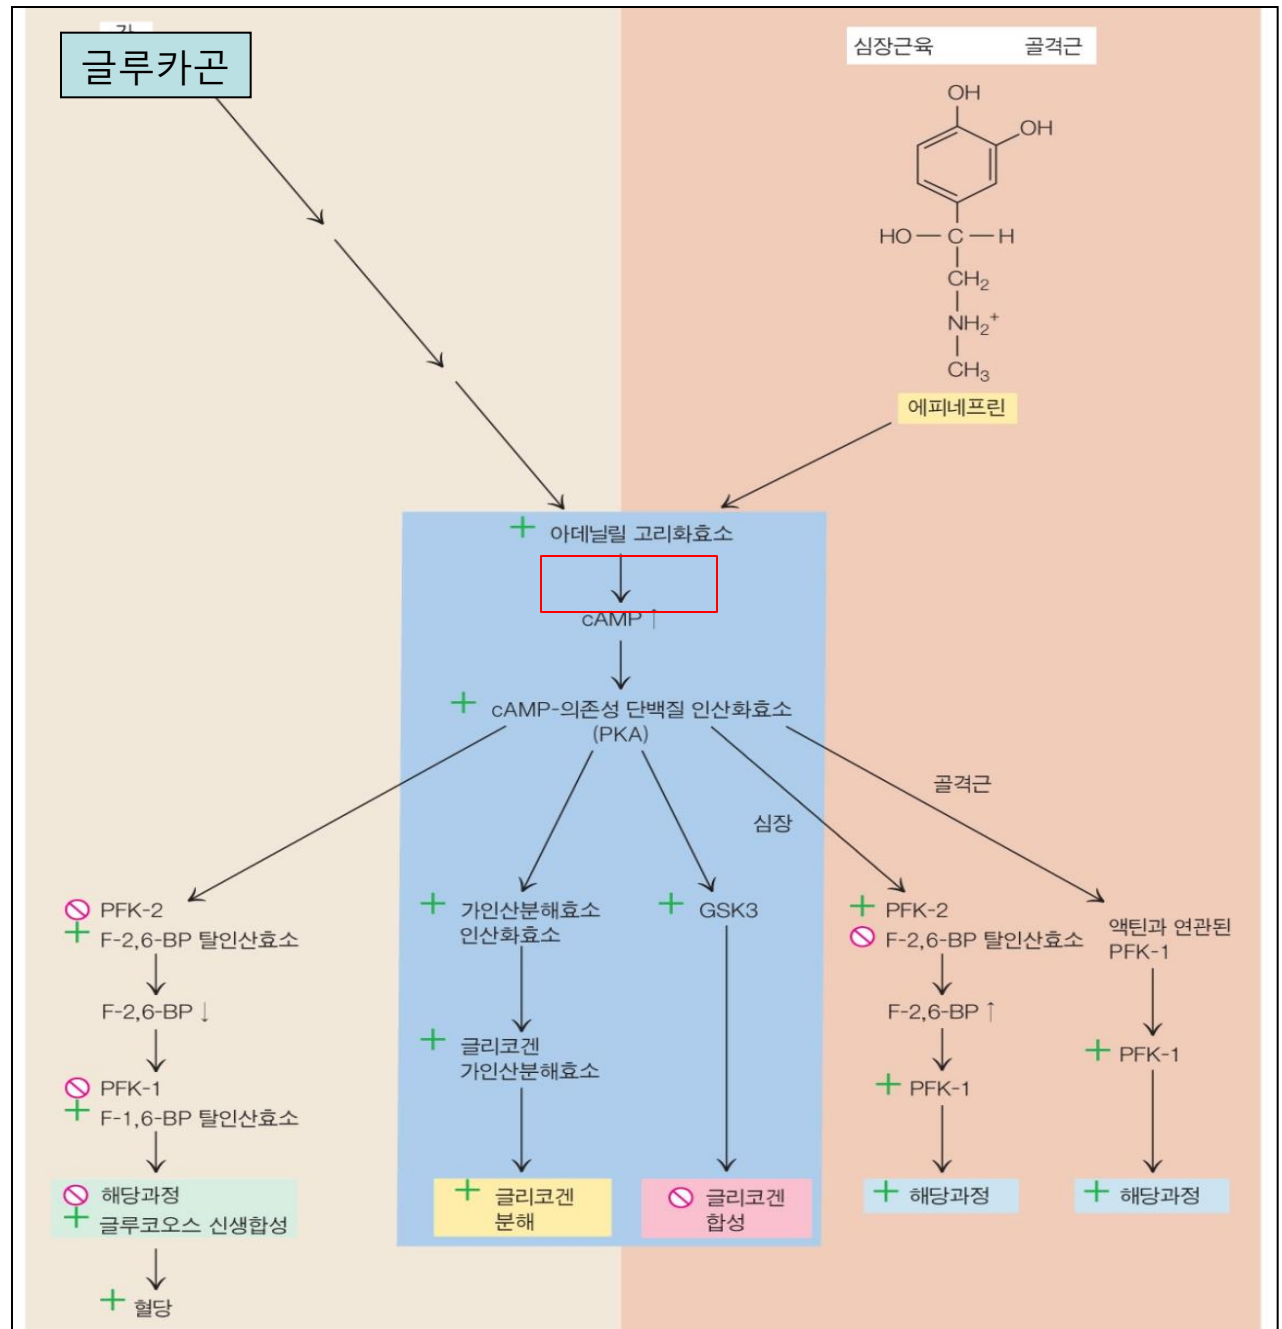 글루카곤
심장근육 골격근
OH
OH
HO C H
CH₂
NH₂⁺
CH₃
에피네프린
+ 아데닐릴 고리화효소
cAMP ↑
+ cAMP-의존성 단백질 인산화효소
(PKA)
골격근
심장
PFK-2
+ F-2,6-BP 탈인산효소
F-2,6-BP ↓
PFK-1
+ F-1,6-BP 탈인산효소
해당과정
+ 글루코오스 신생합성
+ 혈당
+ 가인산분해효소
인산화효소
+ 글리코겐
가인산분해효소
+ 글리코겐
분해
+ GSK3
글리코겐
합성
+ PFK-2
F-2,6-BP 탈인산효소
F-2,6-BP ↑
+ PFK-1
+ 해당과정
액틴과 연관된
PFK-1
+ PFK-1
+ 해당과정